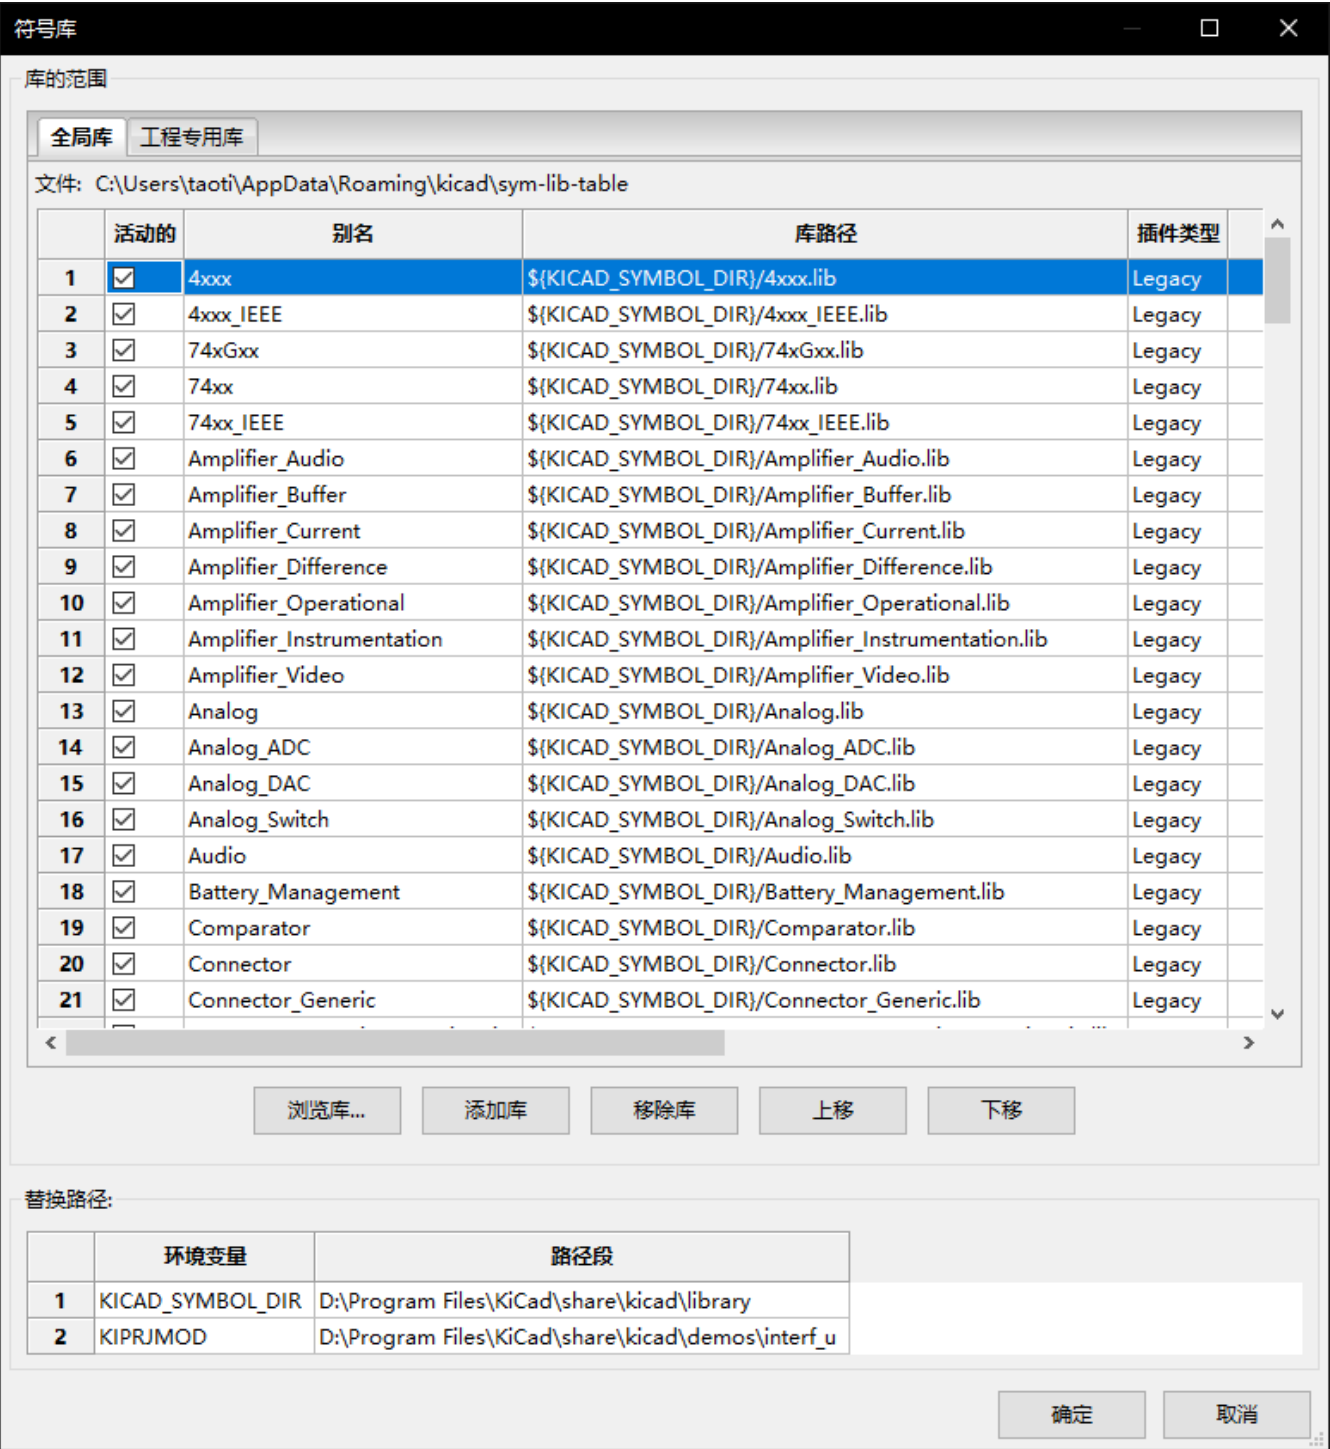 符号库
库的范围
全局库 工程专用库
文件: C:\Users\taoti\AppData\Roaming\kicad\sym-lib-table
活动的 别名 库路径 插件类型
1 4xxx ${KICAD_SYMBOL_DIR}/4xxx.lib Legacy
2 4xxx_IEEE ${KICAD_SYMBOL_DIR}/4xxx_IEEE.lib Legacy
3 74xGxx ${KICAD_SYMBOL_DIR}/74xGxx.lib Legacy
4 74xx ${KICAD_SYMBOL_DIR}/74xx.lib Legacy
5 74xx_IEEE ${KICAD_SYMBOL_DIR}/74xx_IEEE.lib Legacy
6 Amplifier_Audio ${KICAD_SYMBOL_DIR}/Amplifier_Audio.lib Legacy
7 Amplifier_Buffer ${KICAD_SYMBOL_DIR}/Amplifier_Buffer.lib Legacy
8 Amplifier_Current ${KICAD_SYMBOL_DIR}/Amplifier_Current.lib Legacy
9 Amplifier_Difference ${KICAD_SYMBOL_DIR}/Amplifier_Difference.lib Legacy
10 Amplifier_Operational ${KICAD_SYMBOL_DIR}/Amplifier_Operational.lib Legacy
11 Amplifier_Instrumentation ${KICAD_SYMBOL_DIR}/Amplifier_Instrumentation.lib Legacy
12 Amplifier_Video ${KICAD_SYMBOL_DIR}/Amplifier_Video.lib Legacy
13 Analog ${KICAD_SYMBOL_DIR}/Analog.lib Legacy
14 Analog_ADC ${KICAD_SYMBOL_DIR}/Analog_ADC.lib Legacy
15 Analog_DAC ${KICAD_SYMBOL_DIR}/Analog_DAC.lib Legacy
16 Analog_Switch ${KICAD_SYMBOL_DIR}/Analog_Switch.lib Legacy
17 Audio ${KICAD_SYMBOL_DIR}/Audio.lib Legacy
18 Battery_Management ${KICAD_SYMBOL_DIR}/Battery_Management.lib Legacy
19 Comparator ${KICAD_SYMBOL_DIR}/Comparator.lib Legacy
20 Connector ${KICAD_SYMBOL_DIR}/Connector.lib Legacy
21 Connector_Generic ${KICAD_SYMBOL_DIR}/Connector_Generic.lib Legacy
浏览库... 添加库 移除库 上移 下移
替换路径:
环境变量 路径段
1 KICAD_SYMBOL_DIR D:\Program Files\KiCad\share\kicad\library
2 KIPRJMOD D:\Program Files\KiCad\share\kicad\demos\interf_u
确定 取消